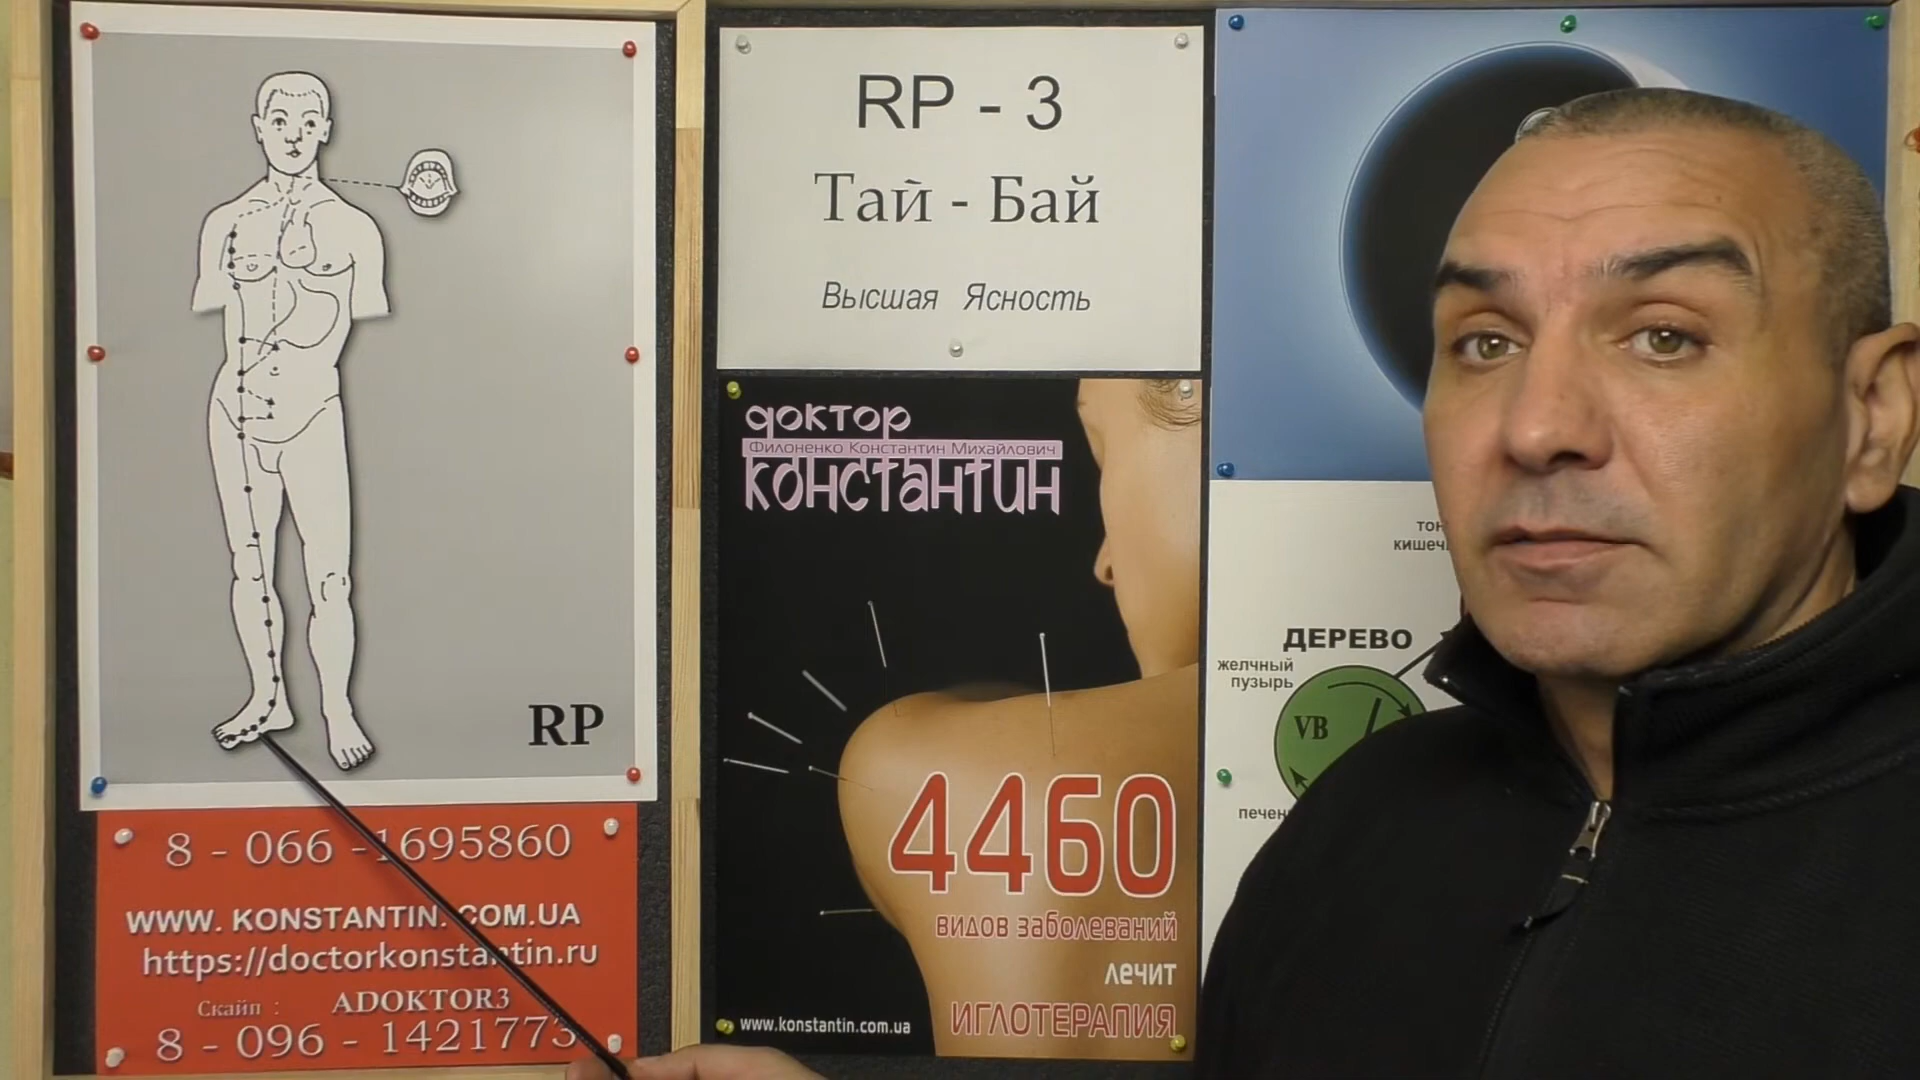 RP
8 - 066 - 1695860
WWW. KONSTANTIN. COM.UA
https://doctorkonstantin.ru
Скайп : ADOKTOR3
8 - 096 - 1421773
RP - 3
Тай - Бай
Высшая Ясность
доктор
Филоненко Константин Михайлович
константин
4460
видов заболеваний
лечит
ИГЛОТЕРАПИЯ
www.konstantin.com.ua
ДЕРЕВО
желчный
пузырь
VB